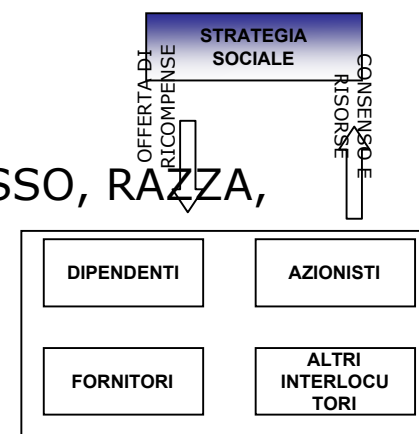 STRATEGIA
SOCIALE
OFFERTA DI
RICOMPENSE
CONSENSO E
RISORSE
SSO, RAZZA,
DIPENDENTI
AZIONISTI
FORNITORI
ALTRI
INTERLOCU
TORI